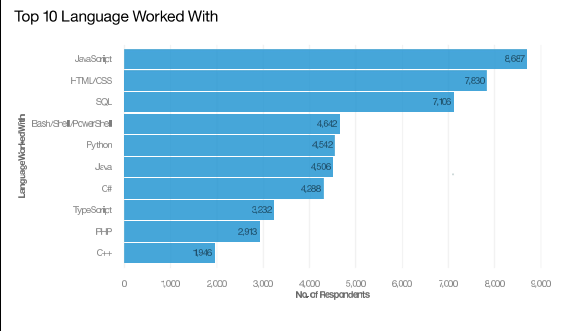 Top 10 Language Worked With
LanguageWorkedWith
JavaScript 8,687
HTML/CSS 7,830
SQL 7,106
Bash/Shell/PowerShell 4,642
Python 4,542
Java 4,506
C# 4,288
TypeScript 3,232
PHP 2,913
C++ 1,946
0 1,000 2,000 3,000 4,000 5,000 6,000 7,000 8,000 9,000
No. of Respondents